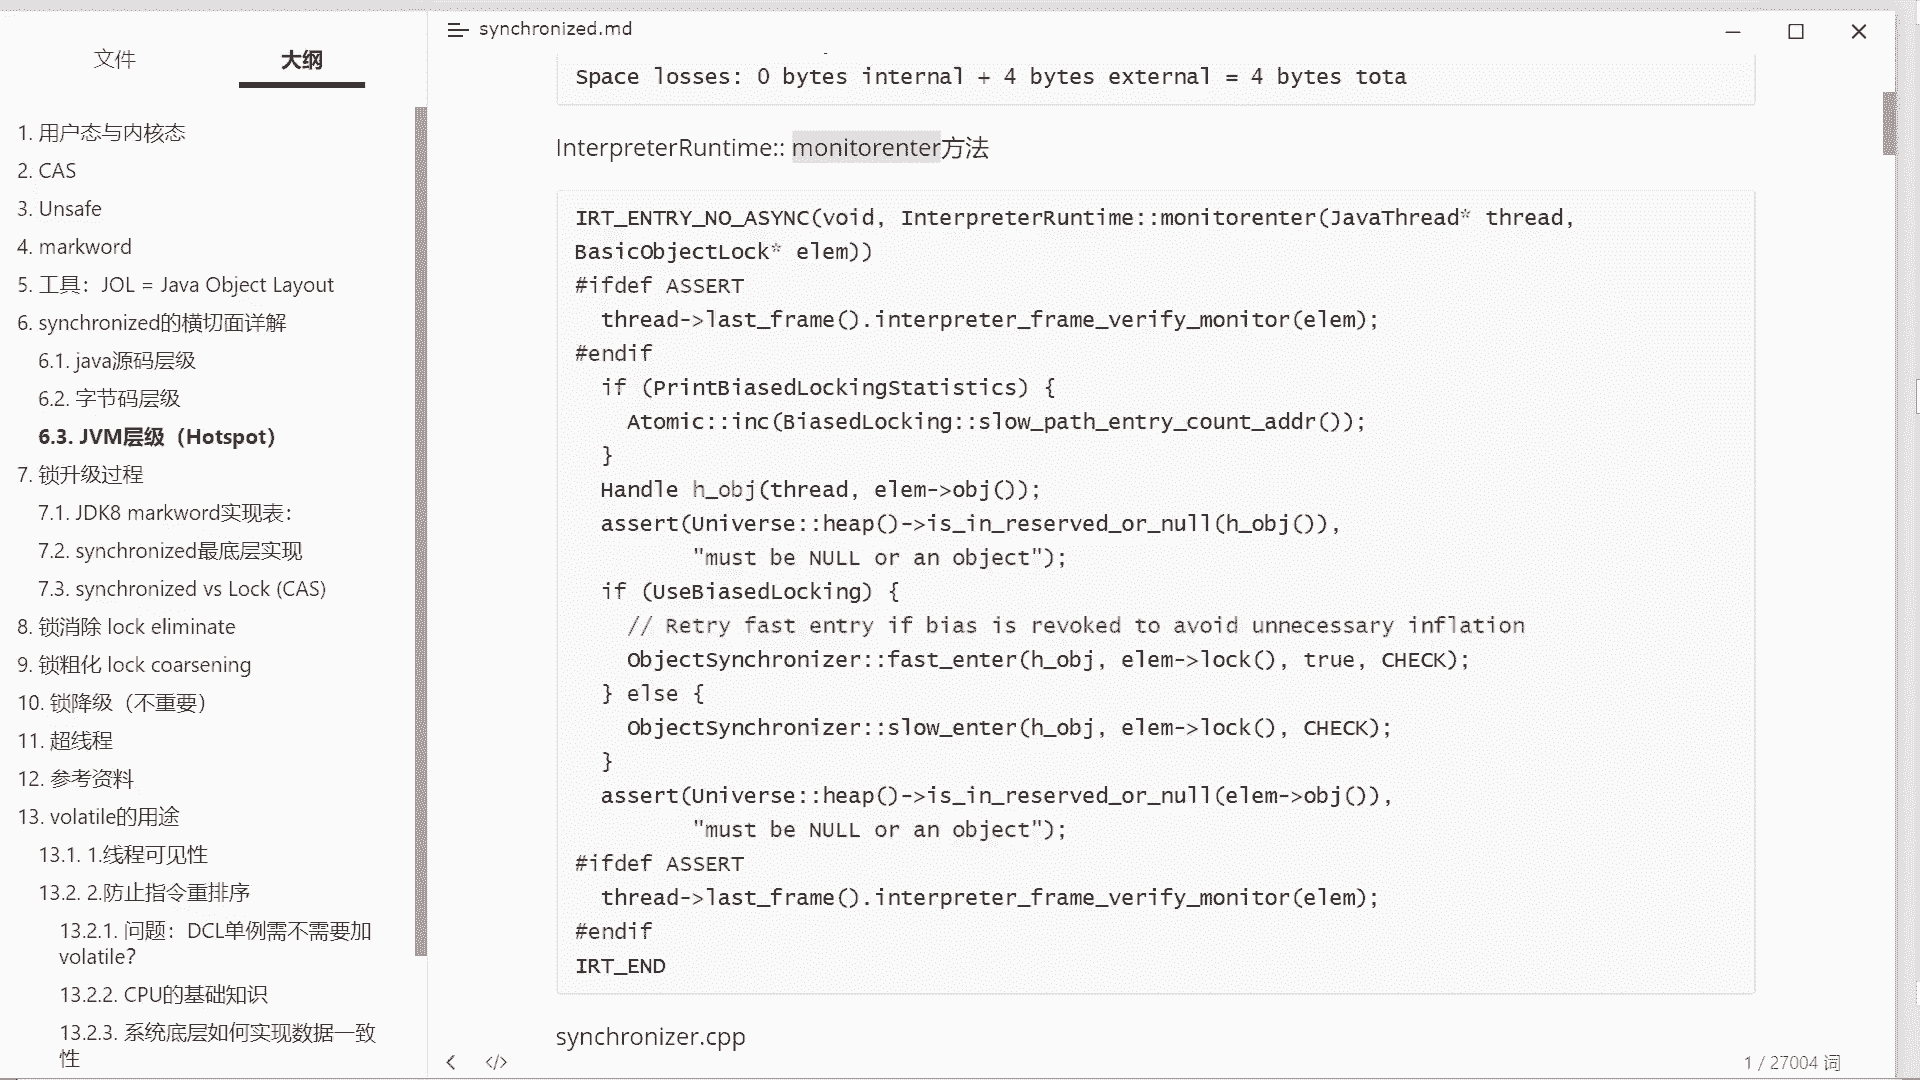 文件
大纲
1. 用户态与内核态
2. CAS
3. Unsafe
4. markword
5. 工具：JOL = Java Object Layout
6. synchronized的横切面详解
6.1. java源码层级
6.2. 字节码层级
6.3. JVM层级（Hotspot）
7. 锁升级过程
7.1. JDK8 markword实现表：
7.2. synchronized最底层实现
7.3. synchronized vs Lock (CAS)
8. 锁消除 lock eliminate
9. 锁粗化 lock coarsening
10. 锁降级（不重要）
11. 超线程
12. 参考资料
13. volatile的用途
13.1. 1.线程可见性
13.2. 2.防止指令重排序
13.2.1. 问题：DCL单例需不需要加
volatile?
13.2.2. CPU的基础知识
13.2.3. 系统底层如何实现数据一致
性
synchronized.md
Space losses: 0 bytes internal + 4 bytes external = 4 bytes tota
InterpreterRuntime:: monitorenter方法
IRT_ENTRY_NO_ASYNC(void, InterpreterRuntime::monitorenter(JavaThread* thread,
BasicObjectLock* elem))
#ifdef ASSERT
thread->last_frame().interpreter_frame_verify_monitor(elem);
#endif
if (PrintBiasedLockingStatistics) {
Atomic::inc(BiasedLocking::slow_path_entry_count_addr());
}
Handle h_obj(thread, elem->obj());
assert(Universe::heap()->is_in_reserved_or_null(h_obj()),
"must be NULL or an object");
if (UseBiasedLocking) {
// Retry fast entry if bias is revoked to avoid unnecessary inflation
ObjectSynchronizer::fast_enter(h_obj, elem->lock(), true, CHECK);
} else {
ObjectSynchronizer::slow_enter(h_obj, elem->lock(), CHECK);
}
assert(Universe::heap()->is_in_reserved_or_null(elem->obj()),
"must be NULL or an object");
#ifdef ASSERT
thread->last_frame().interpreter_frame_verify_monitor(elem);
#endif
IRT_END
synchronizer.cpp
</>
1 / 27004 词